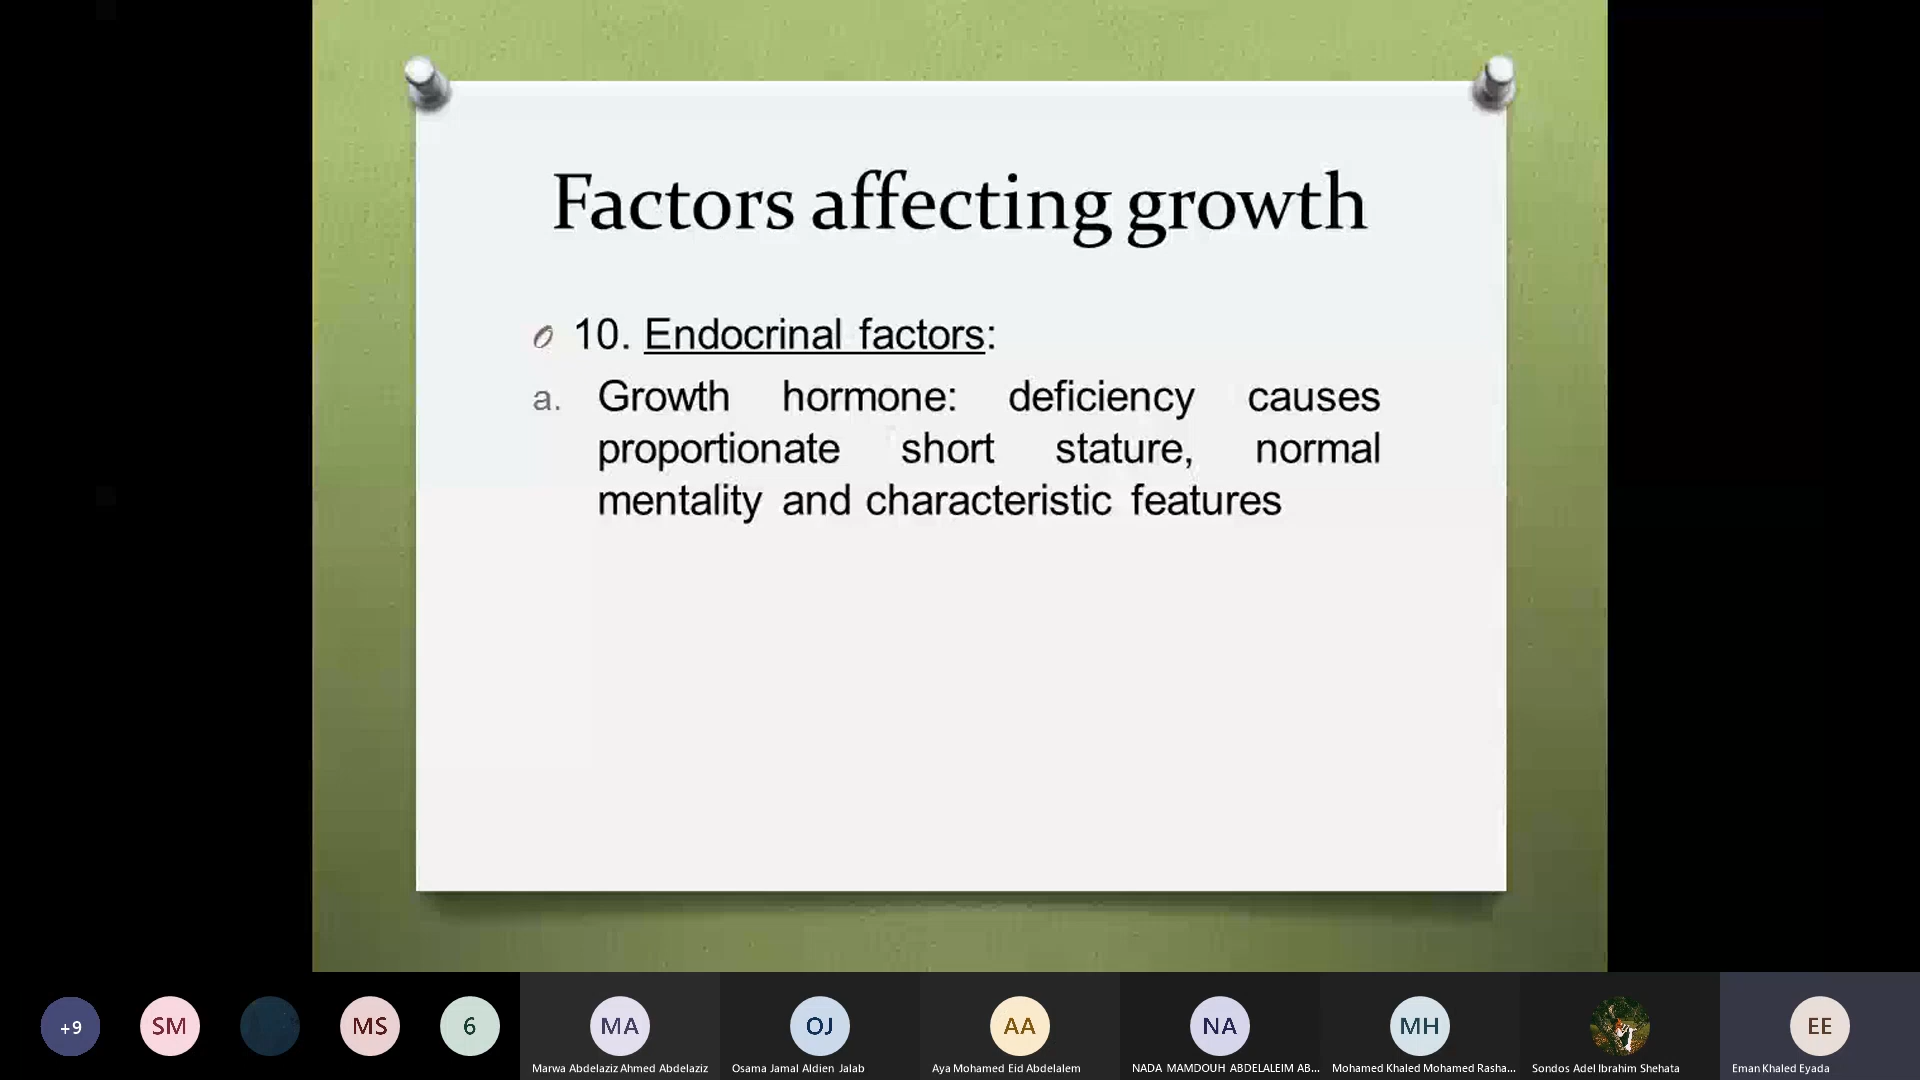 Factors affecting growth
10. Endocrinal factors:
a. Growth hormone: deficiency causes
proportionate short stature, normal
mentality and characteristic features
+9
SM
MS
6
MA
OJ
AA
NA
MH
EE
Marwa Abdelaziz Ahmed Abdelaziz
Osama Jamal Aldien Jalab
Aya Mohamed Eid Abdelalem
NADA MAMDOUH ABDELALEIM AB...
Mohamed Khaled Mohamed Rasha...
Sondos Adel Ibrahim Shehata
Eman Khaled Eyada